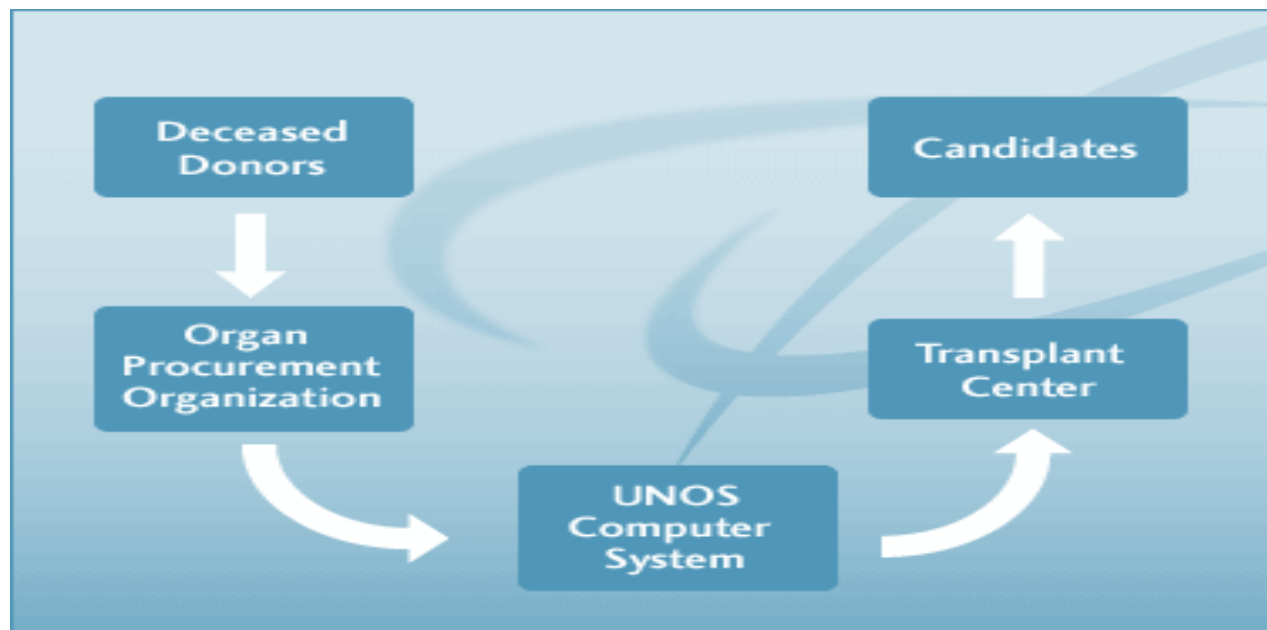 Deceased
Donors
Organ
Procurement
Organization
UNOS
Computer
System
Transplant
Center
Candidates